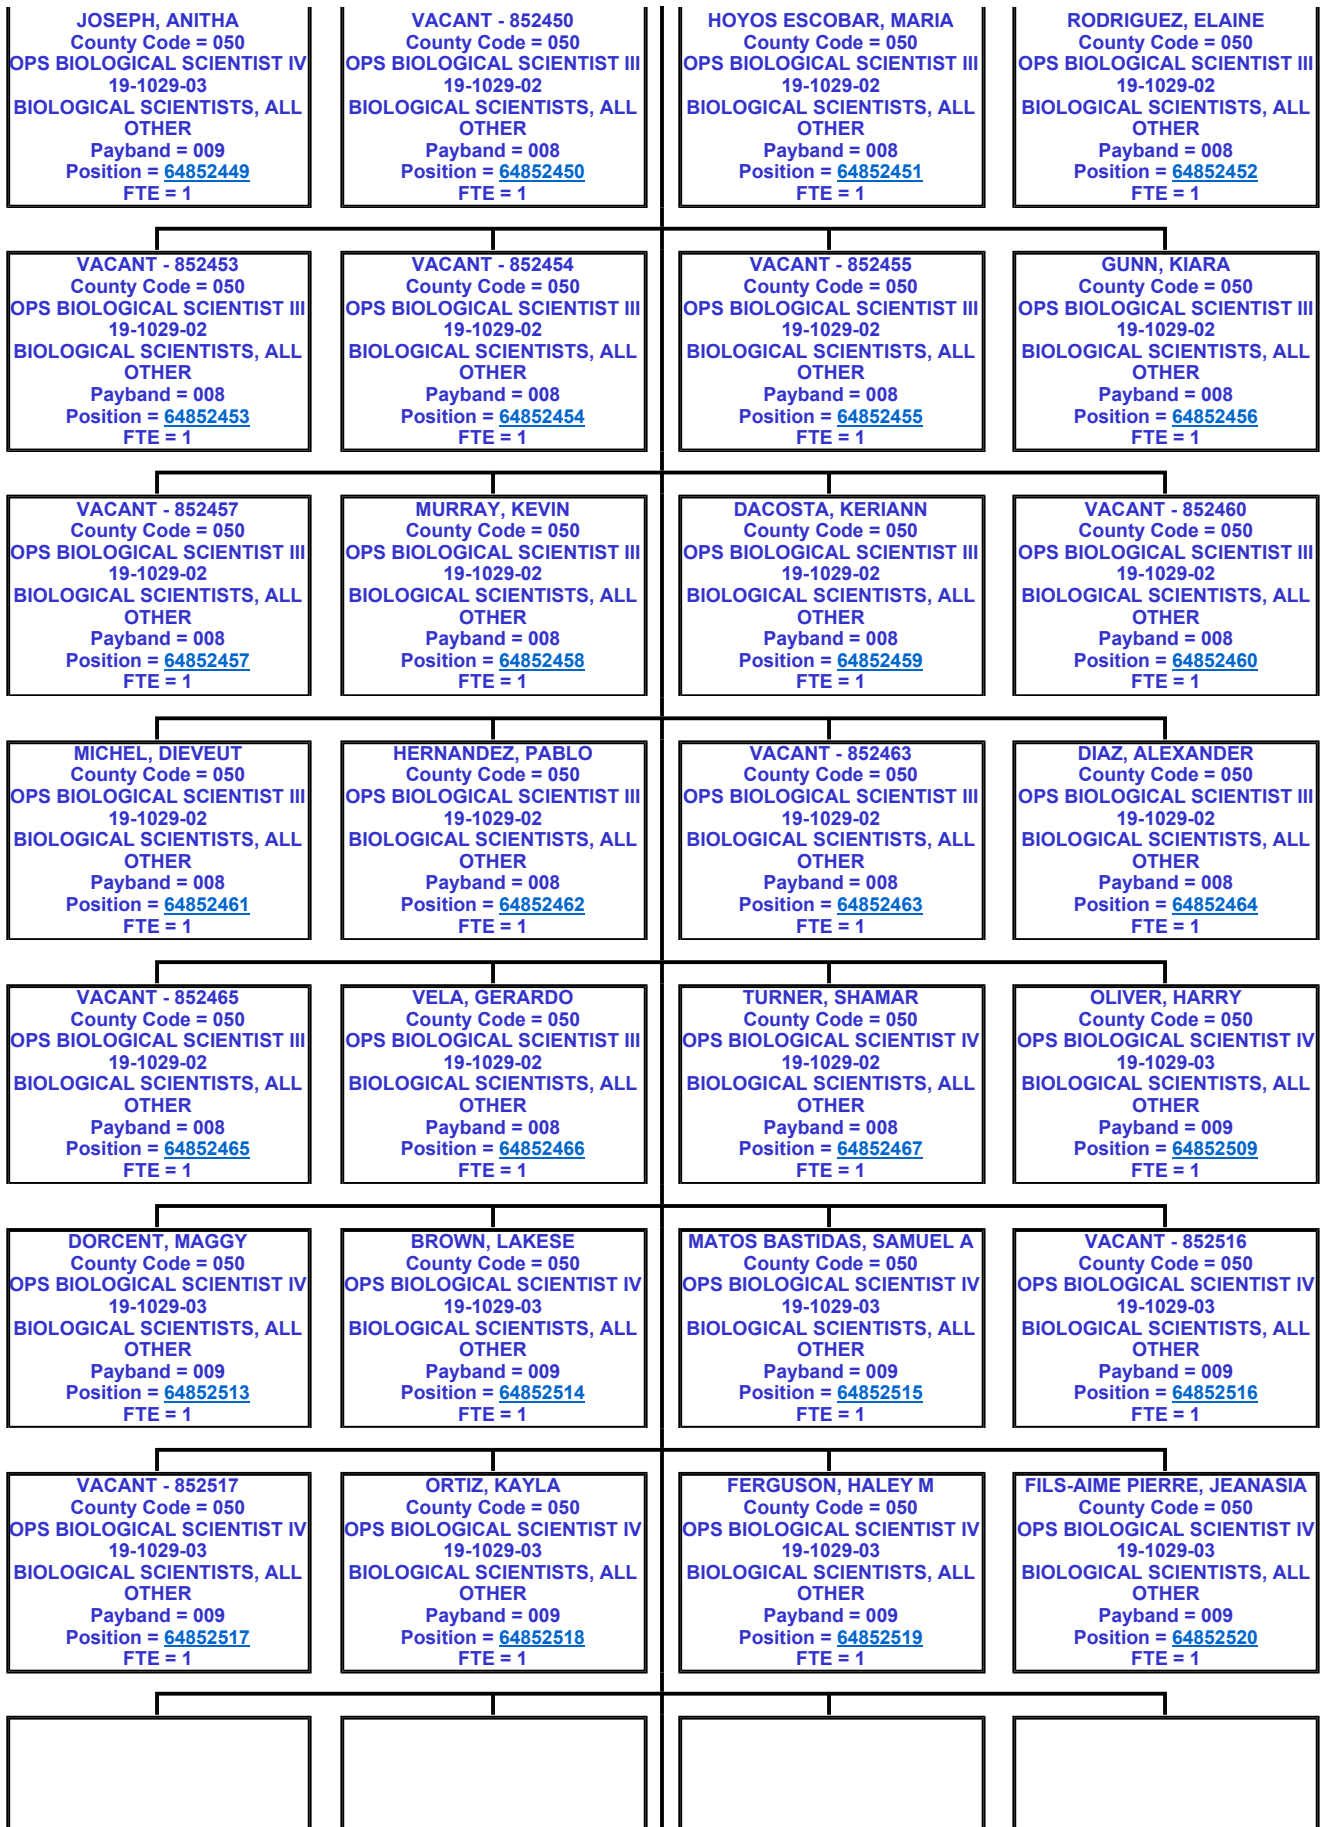 JOSEPH, ANITHA
County Code = 050
OPS BIOLOGICAL SCIENTIST IV
19-1029-03
BIOLOGICAL SCIENTISTS, ALL
OTHER
Payband = 009
Position = 64852449
FTE = 1
VACANT - 852450
County Code = 050
OPS BIOLOGICAL SCIENTIST III
19-1029-02
BIOLOGICAL SCIENTISTS, ALL
OTHER
Payband = 008
Position = 64852450
FTE = 1
HOYOS ESCOBAR, MARIA
County Code = 050
OPS BIOLOGICAL SCIENTIST III
19-1029-02
BIOLOGICAL SCIENTISTS, ALL
OTHER
Payband = 008
Position = 64852451
FTE = 1
RODRIGUEZ, ELAINE
County Code = 050
OPS BIOLOGICAL SCIENTIST III
19-1029-02
BIOLOGICAL SCIENTISTS, ALL
OTHER
Payband = 008
Position = 64852452
FTE = 1
VACANT - 852453
County Code = 050
OPS BIOLOGICAL SCIENTIST III
19-1029-02
BIOLOGICAL SCIENTISTS, ALL
OTHER
Payband = 008
Position = 64852453
FTE = 1
VACANT - 852454
County Code = 050
OPS BIOLOGICAL SCIENTIST III
19-1029-02
BIOLOGICAL SCIENTISTS, ALL
OTHER
Payband = 008
Position = 64852454
FTE = 1
VACANT - 852455
County Code = 050
OPS BIOLOGICAL SCIENTIST III
19-1029-02
BIOLOGICAL SCIENTISTS, ALL
OTHER
Payband = 008
Position = 64852455
FTE = 1
GUNN, KIARA
County Code = 050
OPS BIOLOGICAL SCIENTIST III
19-1029-02
BIOLOGICAL SCIENTISTS, ALL
OTHER
Payband = 008
Position = 64852456
FTE = 1
VACANT - 852457
County Code = 050
OPS BIOLOGICAL SCIENTIST III
19-1029-02
BIOLOGICAL SCIENTISTS, ALL
OTHER
Payband = 008
Position = 64852457
FTE = 1
MURRAY, KEVIN
County Code = 050
OPS BIOLOGICAL SCIENTIST III
19-1029-02
BIOLOGICAL SCIENTISTS, ALL
OTHER
Payband = 008
Position = 64852458
FTE = 1
DACOSTA, KERIANN
County Code = 050
OPS BIOLOGICAL SCIENTIST III
19-1029-02
BIOLOGICAL SCIENTISTS, ALL
OTHER
Payband = 008
Position = 64852459
FTE = 1
VACANT - 852460
County Code = 050
OPS BIOLOGICAL SCIENTIST III
19-1029-02
BIOLOGICAL SCIENTISTS, ALL
OTHER
Payband = 008
Position = 64852460
FTE = 1
MICHEL, DIEVEUT
County Code = 050
OPS BIOLOGICAL SCIENTIST III
19-1029-02
BIOLOGICAL SCIENTISTS, ALL
OTHER
Payband = 008
Position = 64852461
FTE = 1
HERNANDEZ, PABLO
County Code = 050
OPS BIOLOGICAL SCIENTIST III
19-1029-02
BIOLOGICAL SCIENTISTS, ALL
OTHER
Payband = 008
Position = 64852462
FTE = 1
VACANT - 852463
County Code = 050
OPS BIOLOGICAL SCIENTIST III
19-1029-02
BIOLOGICAL SCIENTISTS, ALL
OTHER
Payband = 008
Position = 64852463
FTE = 1
DIAZ, ALEXANDER
County Code = 050
OPS BIOLOGICAL SCIENTIST III
19-1029-02
BIOLOGICAL SCIENTISTS, ALL
OTHER
Payband = 008
Position = 64852464
FTE = 1
VACANT - 852465
County Code = 050
OPS BIOLOGICAL SCIENTIST III
19-1029-02
BIOLOGICAL SCIENTISTS, ALL
OTHER
Payband = 008
Position = 64852465
FTE = 1
VELA, GERARDO
County Code = 050
OPS BIOLOGICAL SCIENTIST III
19-1029-02
BIOLOGICAL SCIENTISTS, ALL
OTHER
Payband = 008
Position = 64852466
FTE = 1
TURNER, SHAMAR
County Code = 050
OPS BIOLOGICAL SCIENTIST IV
19-1029-02
BIOLOGICAL SCIENTISTS, ALL
OTHER
Payband = 008
Position = 64852467
FTE = 1
OLIVER, HARRY
County Code = 050
OPS BIOLOGICAL SCIENTIST IV
19-1029-03
BIOLOGICAL SCIENTISTS, ALL
OTHER
Payband = 009
Position = 64852509
FTE = 1
DORCENT, MAGGY
County Code = 050
OPS BIOLOGICAL SCIENTIST IV
19-1029-03
BIOLOGICAL SCIENTISTS, ALL
OTHER
Payband = 009
Position = 64852513
FTE = 1
BROWN, LAKESE
County Code = 050
OPS BIOLOGICAL SCIENTIST IV
19-1029-03
BIOLOGICAL SCIENTISTS, ALL
OTHER
Payband = 009
Position = 64852514
FTE = 1
MATOS BASTIDAS, SAMUEL A
County Code = 050
OPS BIOLOGICAL SCIENTIST IV
19-1029-03
BIOLOGICAL SCIENTISTS, ALL
OTHER
Payband = 009
Position = 64852515
FTE = 1
VACANT - 852516
County Code = 050
OPS BIOLOGICAL SCIENTIST IV
19-1029-03
BIOLOGICAL SCIENTISTS, ALL
OTHER
Payband = 009
Position = 64852516
FTE = 1
VACANT - 852517
County Code = 050
OPS BIOLOGICAL SCIENTIST IV
19-1029-03
BIOLOGICAL SCIENTISTS, ALL
OTHER
Payband = 009
Position = 64852517
FTE = 1
ORTIZ, KAYLA
County Code = 050
OPS BIOLOGICAL SCIENTIST IV
19-1029-03
BIOLOGICAL SCIENTISTS, ALL
OTHER
Payband = 009
Position = 64852518
FTE = 1
FERGUSON, HALEY M
County Code = 050
OPS BIOLOGICAL SCIENTIST IV
19-1029-03
BIOLOGICAL SCIENTISTS, ALL
OTHER
Payband = 009
Position = 64852519
FTE = 1
FILS-AIME PIERRE, JEANASIA
County Code = 050
OPS BIOLOGICAL SCIENTIST IV
19-1029-03
BIOLOGICAL SCIENTISTS, ALL
OTHER
Payband = 009
Position = 64852520
FTE = 1